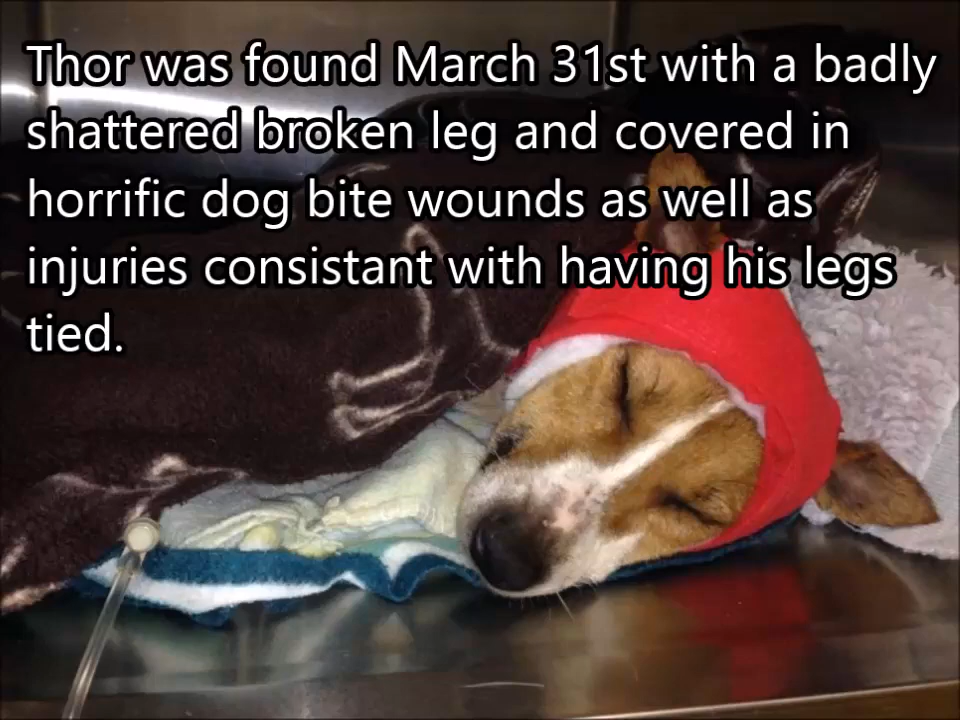 Thor was found March 31st with a badly
shattered broken leg and covered in
horrific dog bite wounds as well as
injuries consistant with having his legs
tied.